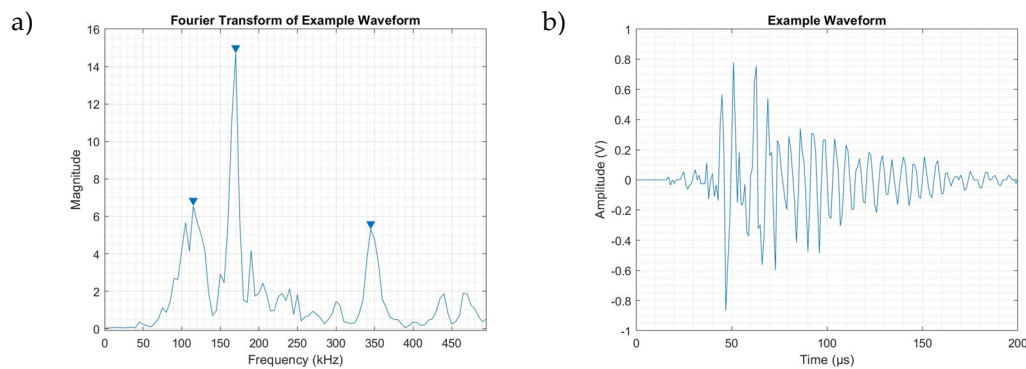 a)
Fourier Transform of Example Waveform
16
14
12
10
8
6
4
2
0
Magnitude
0 50 100 150 200 250 300 350 400 450
Frequency (kHz)
b)
Example Waveform
1
0.8
0.6
0.4
0.2
0
-0.2
-0.4
-0.6
-0.8
-1
Amplitude (V)
0 50 100 150 200
Time (µs)